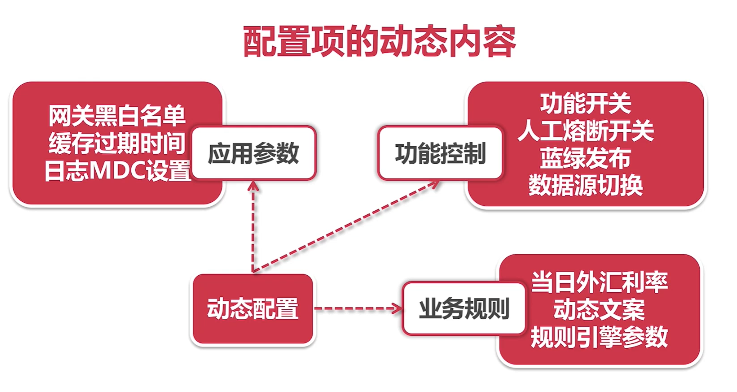 配置项的动态内容
网关黑白名单
缓存过期时间
日志MDC设置
应用参数
功能控制
功能开关
人工熔断开关
蓝绿发布
数据源切换
动态配置
业务规则
当日外汇利率
动态文案
规则引擎参数